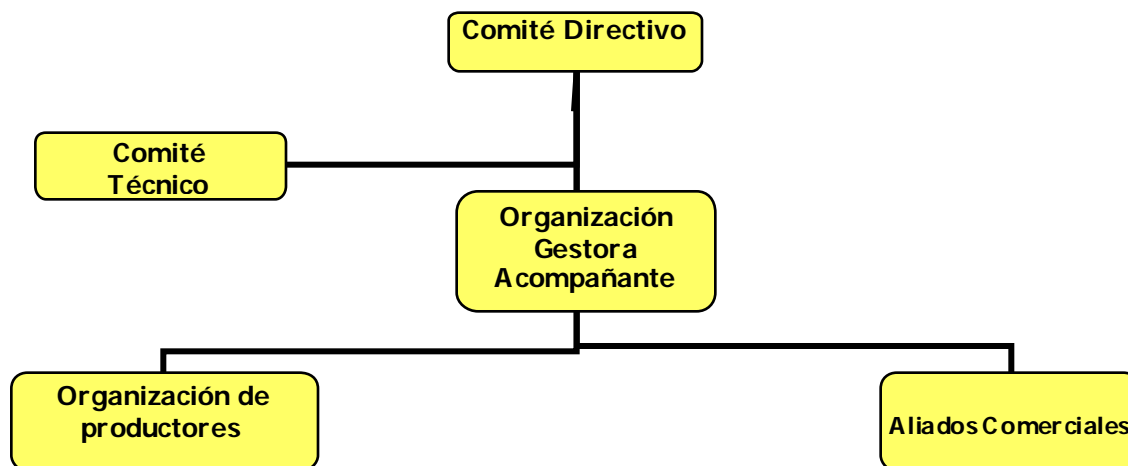 Comité Directivo
Comité
Técnico
Organización
Gestora
Acompañante
Organización de
productores
Aliados Comerciales